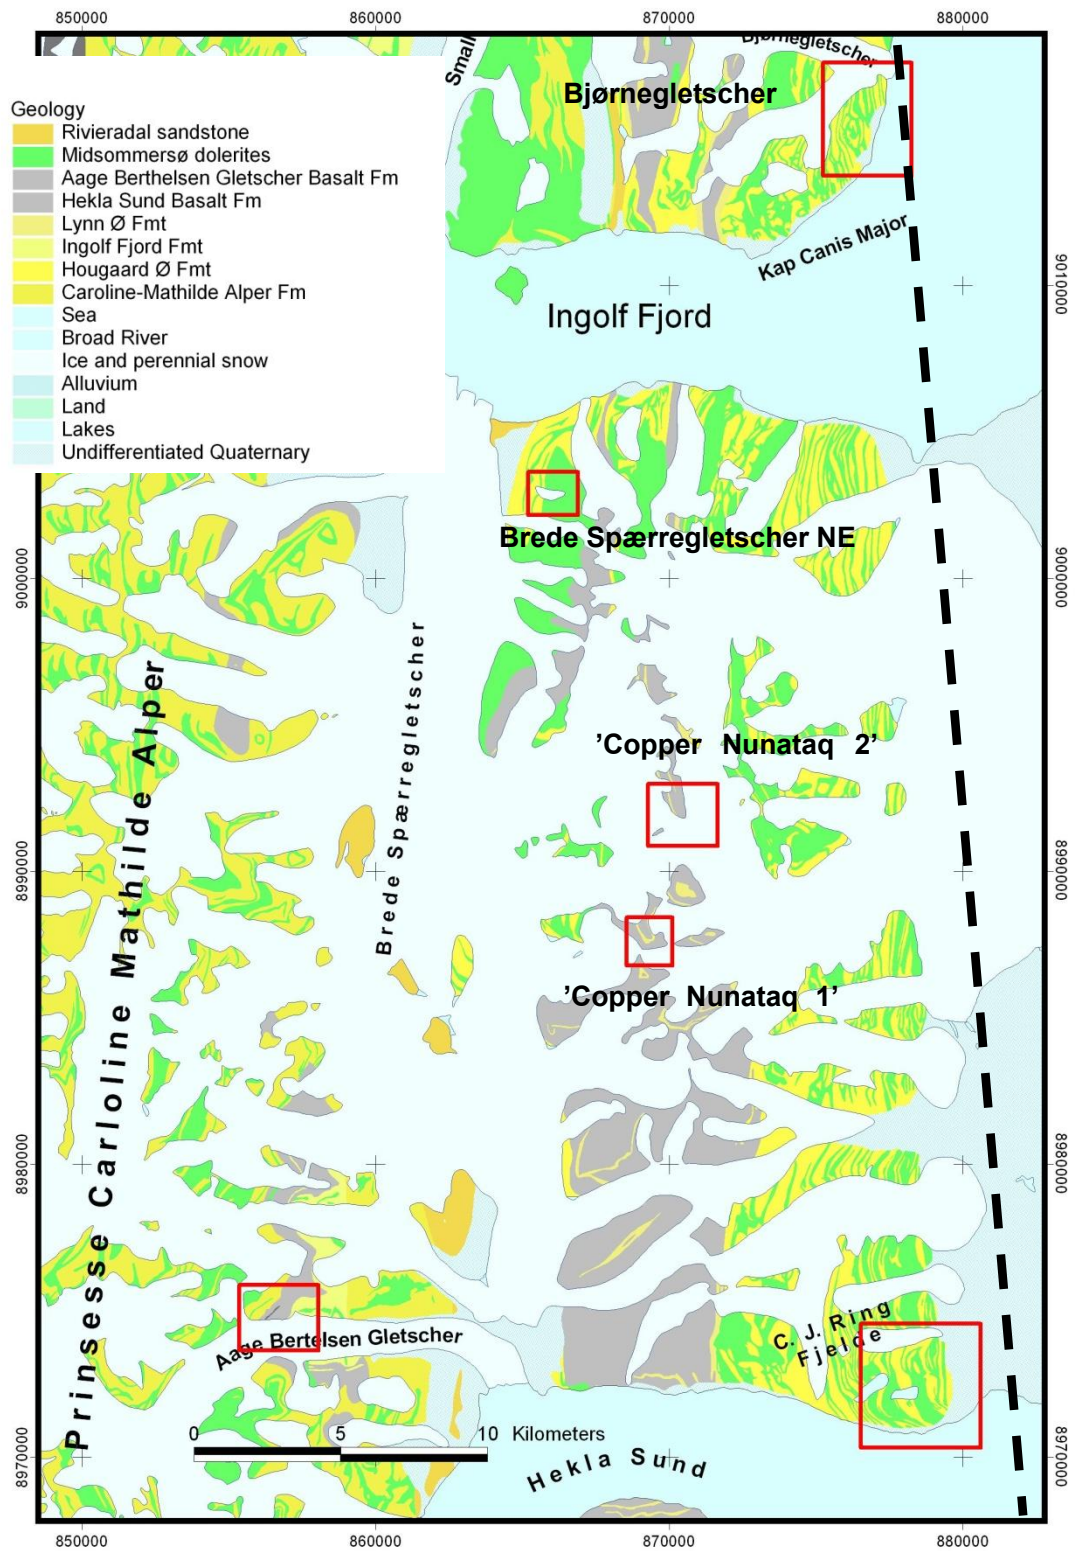 850000
860000
870000
880000
Bjørnegletscher
Small
Bjørnegletscher
Geology
Rivieradal sandstone
Midsommersø dolerites
Aage Berthelsen Gletscher Basalt Fm
Hekla Sund Basalt Fm
Lynn Ø Fmt
Ingolf Fjord Fmt
Hougaard Ø Fmt
Caroline-Mathilde Alper Fm
Sea
Broad River
Ice and perennial snow
Alluvium
Land
Lakes
Undifferentiated Quaternary
Kap Canis Major
9010000
Ingolf Fjord
Brede Spærregletscher NE
9000000
9000000
Brede Spærregletscher
Prinsesse Carloline Mathilde Alper
’Copper Nunataq 2’
8990000
8990000
’Copper Nunataq 1’
8980000
8980000
C. J. Ring
Fjelde
Aage Bertelsen Gletscher
0 5 10 Kilometers
Hekla Sund
8970000
8970000
850000
860000
870000
880000